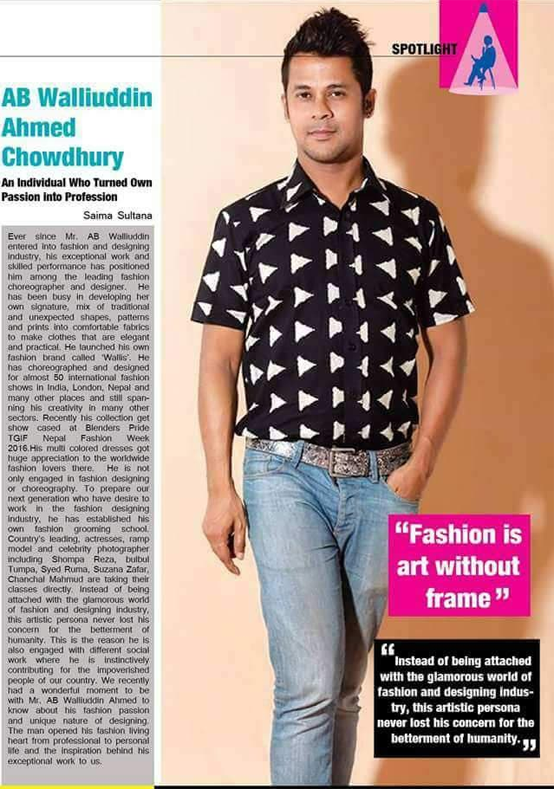 SPOTLIGHT
AB Walliuddin
Ahmed
Chowdhury
An Individual Who Turned Own
Passion into Profession
Saima Sultana
Ever since Mr. AB Walliuddin
entered into fashion and designing
industry, his exceptional work and
skilled performance has positioned
him among the leading fashion
choreographer and designer. He
has been busy in developing her
own signature, mix of traditional
and unexpected shapes, patterns
and prints into comfortable fabrics
to make clothes that are elegant
and practical. He launched his own
fashion brand called 'Wallis'. He
has choreographed and designed
for almost 50 international fashion
shows in India, London, Nepal and
many other places and still span-
ning his creativity in many other
sectors. Recently his collection get
show cased at Blenders Pride
TGIF Nepal Fashion Week
2016.His multi colored dresses got
huge appreciation to the worldwide
fashion lovers there. He is not
only engaged in fashion designing
or choreography. To prepare our
next generation who have desire to
work in the fashion designing
industry, he has established his
own fashion grooming school.
Country's leading, actresses, ramp
model and celebrity photographer
including Shompa Reza, bulbul
Tumpa, Syed Ruma, Suzana Zafar,
Chanchal Mahmud are taking their
classes directly. Instead of being
attached with the glamorous world
of fashion and designing industry,
this artistic persona never lost his
concern for the betterment of
humanity. This is the reason he is
also engaged with different social
work where he is instinctively
contributing for the impoverished
people of our country. We recently
had a wonderful moment to be
with Mr. AB Walliuddin Ahmed to
know about his fashion passion
and unique nature of designing.
The man opened his fashion living
heart from professional to personal
life and the inspiration behind his
exceptional work to us.
“Fashion is
art without
frame”
“Instead of being attached
with the glamorous world of
fashion and designing indus-
try, this artistic persona
never lost his concern for the
betterment of humanity.”